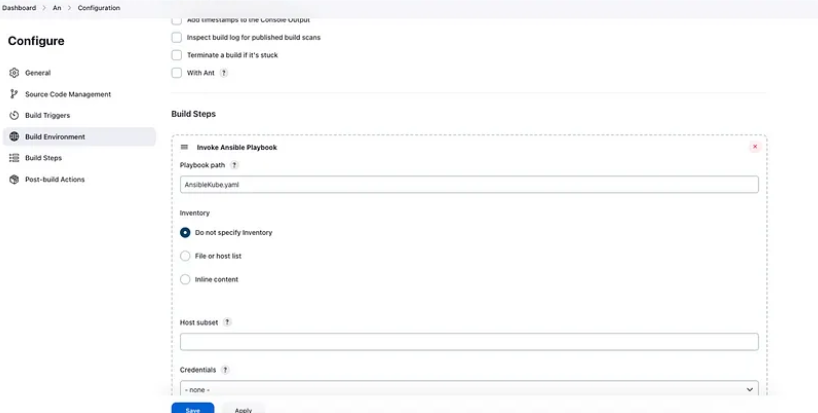 Dashboard > An > Configuration
Configure
General
Source Code Management
Build Triggers
Build Environment
Build Steps
Post-build Actions
Add timestamps to the Console Output
Inspect build log for published build scans
Terminate a build if it's stuck
With Ant ?
Build Steps
Invoke Ansible Playbook
Playbook path ?
AnsibleKube.yaml
Inventory
Do not specify Inventory
File or host list
Inline content
Host subset ?
Credentials ?
- none -
Save Apply